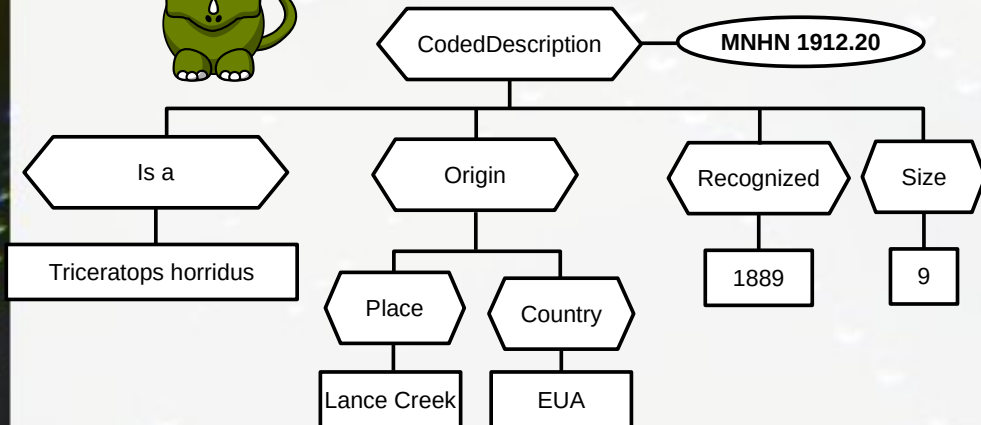 CodedDescription
MNHN 1912.20
Is a
Origin
Recognized
Size
Triceratops horridus
1889
9
Place
Country
Lance Creek
EUA